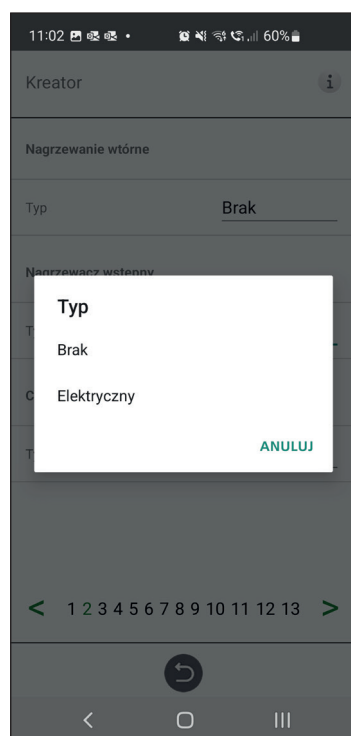 11:02 60%
Kreator i
Nagrzewanie wtórne
Typ Brak
Nagrzewacz wstępny
Typ
Brak
Elektryczny
ANULUJ
< 1 2 3 4 5 6 7 8 9 10 11 12 13 >